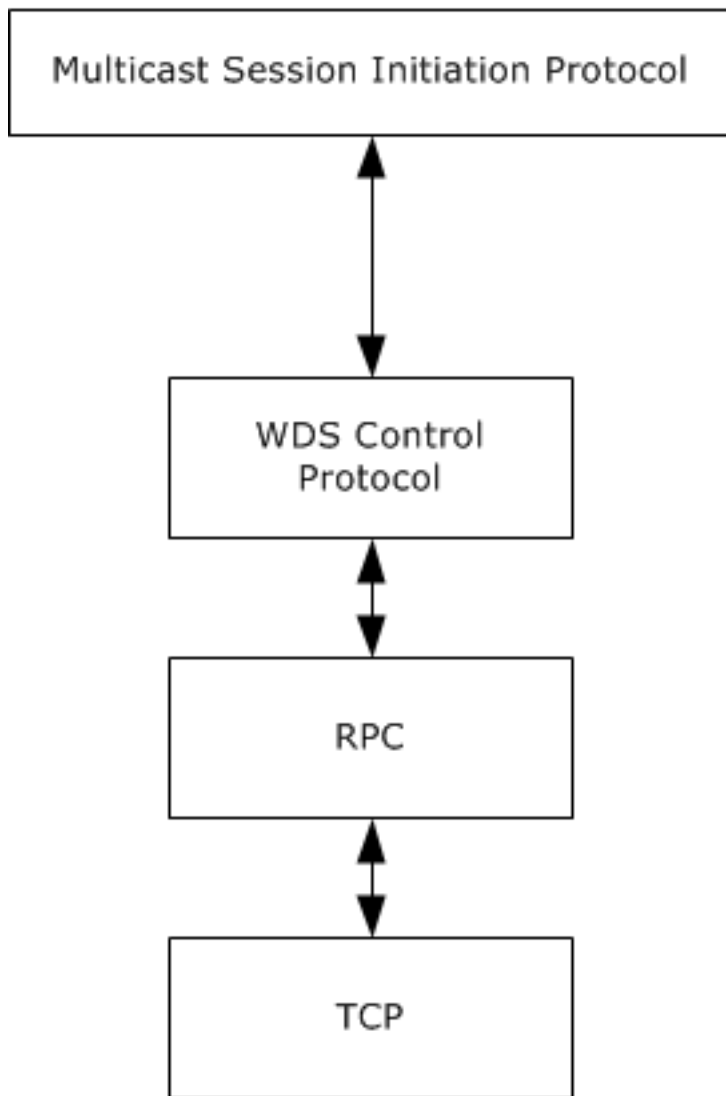 Multicast Session Initiation Protocol
WDS Control
Protocol
RPC
TCP